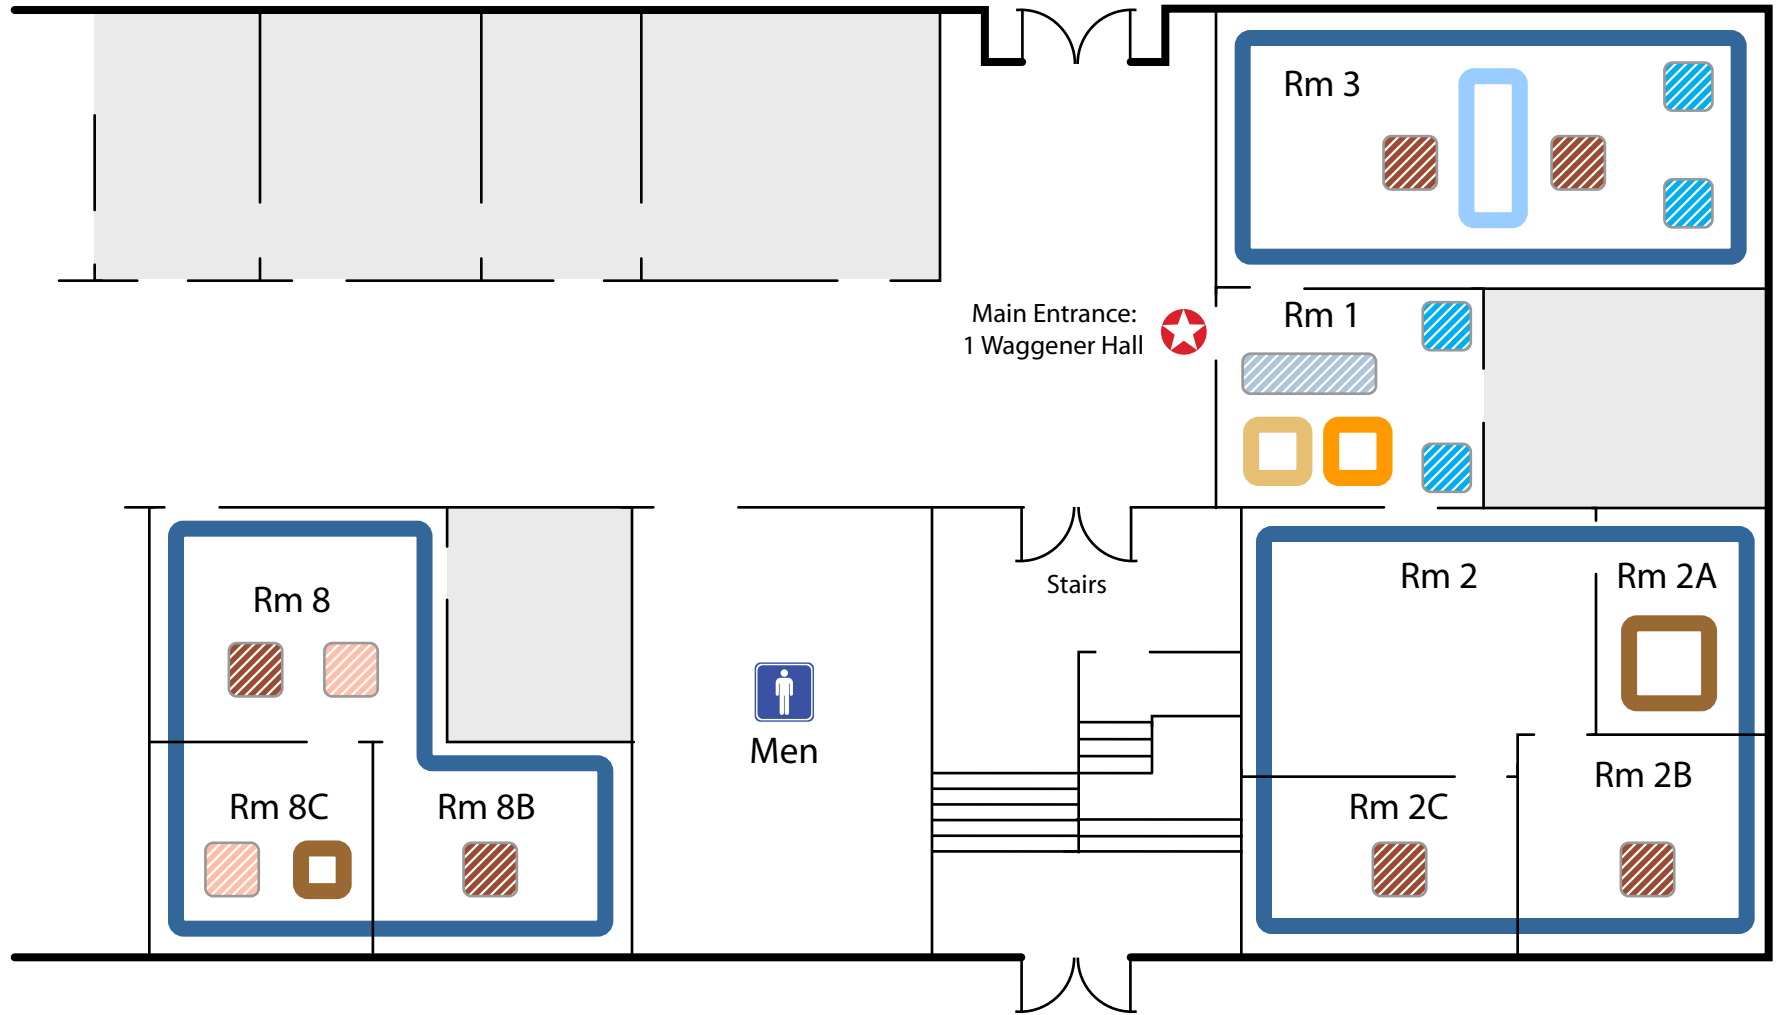 Rm 3
Main Entrance:
1 Waggener Hall
Rm 1
Stairs
Rm 2
Rm 2A
Rm 8
Men
Rm 2B
Rm 8C
Rm 8B
Rm 2C